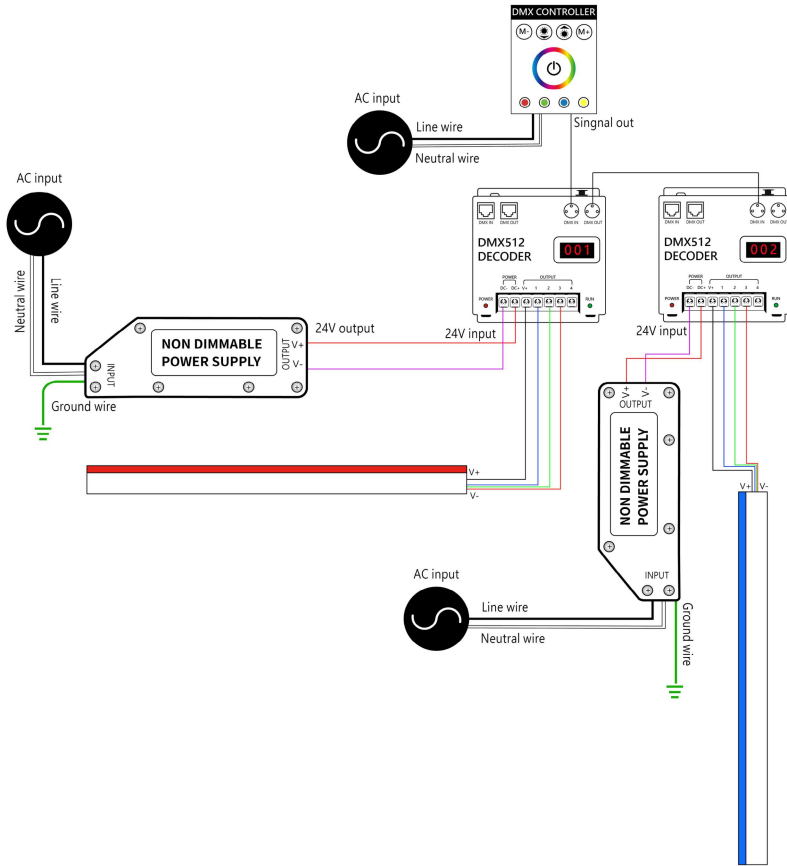 DMX CONTROLLER
M-
M+
AC input
Line wire
Neutral wire
Singnal out
AC input
Neutral wire
Line wire
DMX IN
DMX OUT
DMX IN
DMX OUT
DMX512
DECODER
001
POWER
OUTPUT
DC-
DC+
V+
1
2
3
4
POWER
RUN
24V input
DMX IN
DMX OUT
DMX IN
DMX OU
DMX512
DECODER
002
POWER
OUTPUT
DC-
DC+
V+
1
2
3
4
POWER
RUN
24V input
INPUT
NON DIMMABLE
POWER SUPPLY
OUTPUT
V+
V-
24V output
Ground wire
V+
V-
V+
V-
OUTPUT
NON DIMMABLE
POWER SUPPLY
INPUT
V+
V-
AC input
Line wire
Neutral wire
Ground wire